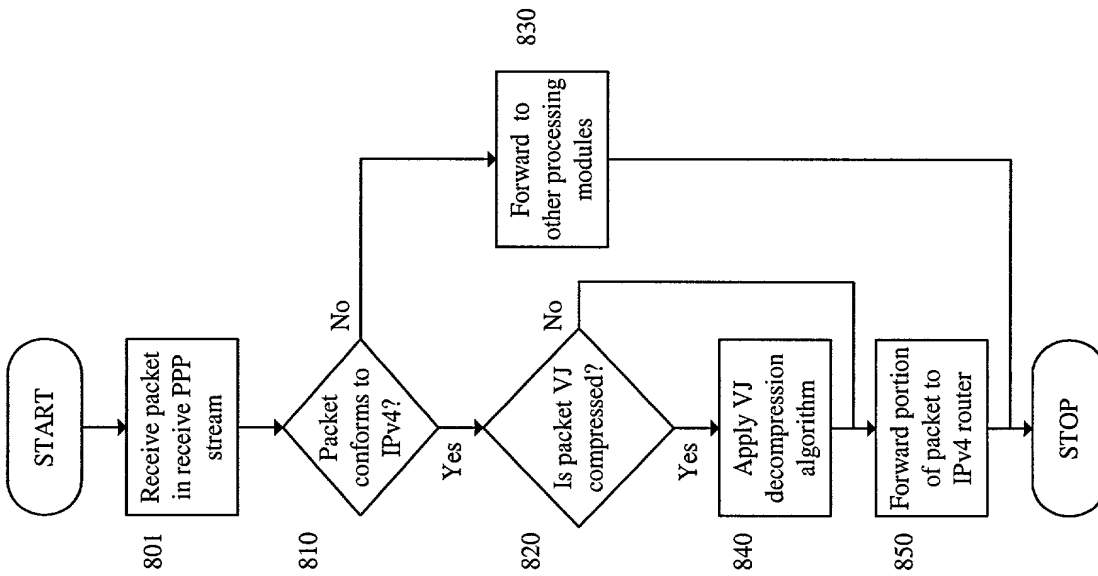 START
801
Receive packet
in receive PPP
stream
810
Packet
conforms to
IPv4?
No
Yes
830
Forward to
other processing
modules
820
Is packet VJ
compressed?
No
Yes
840
Apply VJ
decompression
algorithm
850
Forward portion
of packet to
IPv4 router
STOP